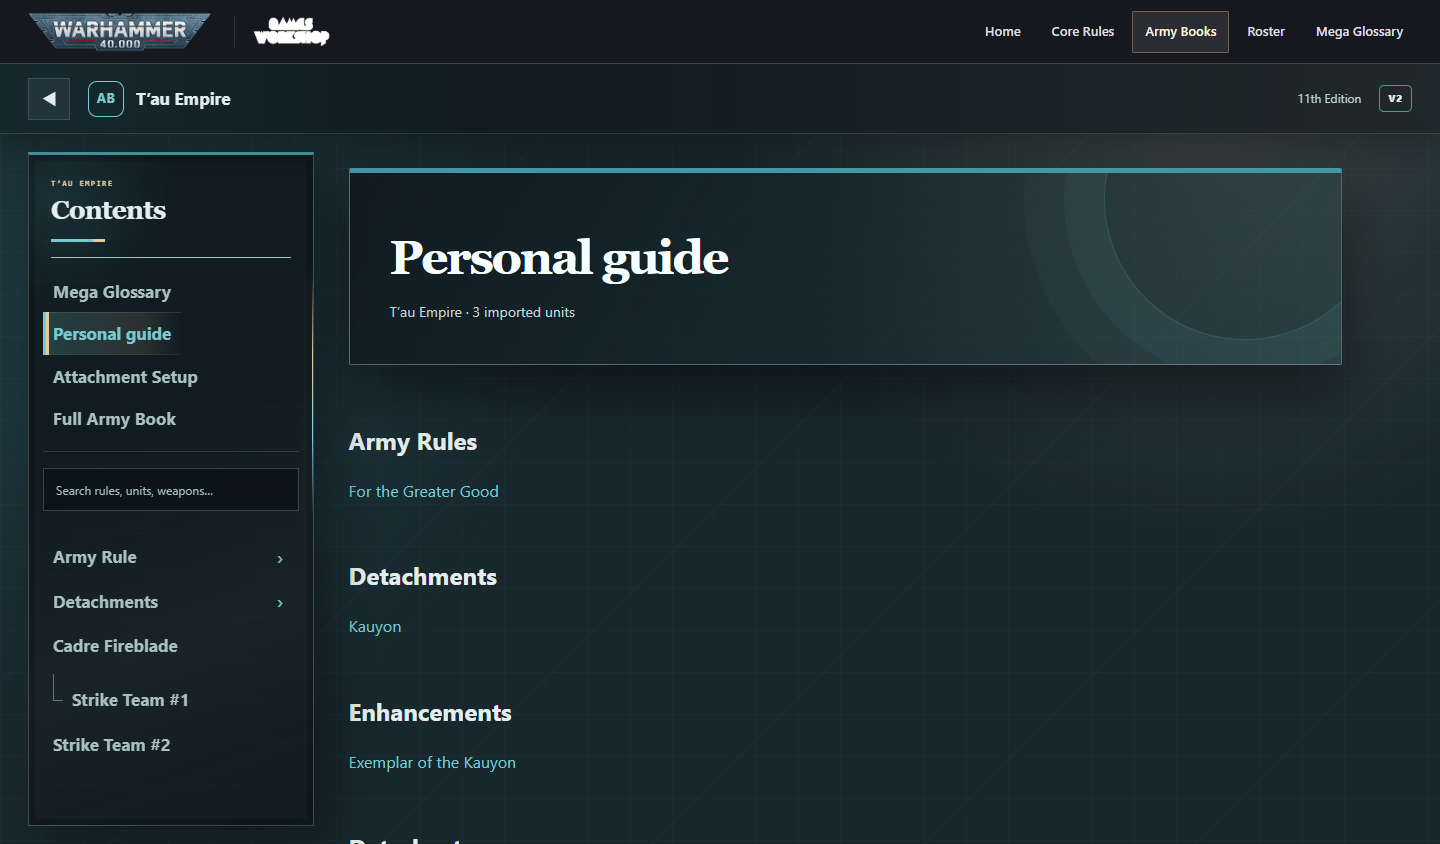 WARHAMMER
40,000
GAMES
WORKSHOP
Home
Core Rules
Army Books
Roster
Mega Glossary
◀
AB
T'au Empire
11th Edition
V2
T'AU EMPIRE
Contents
Mega Glossary
Personal guide
Attachment Setup
Full Army Book
Search rules, units, weapons...
Army Rule ›
Detachments ›
Cadre Fireblade
Strike Team #1
Strike Team #2
Personal guide
T'au Empire · 3 imported units
Army Rules
For the Greater Good
Detachments
Kauyon
Enhancements
Exemplar of the Kauyon